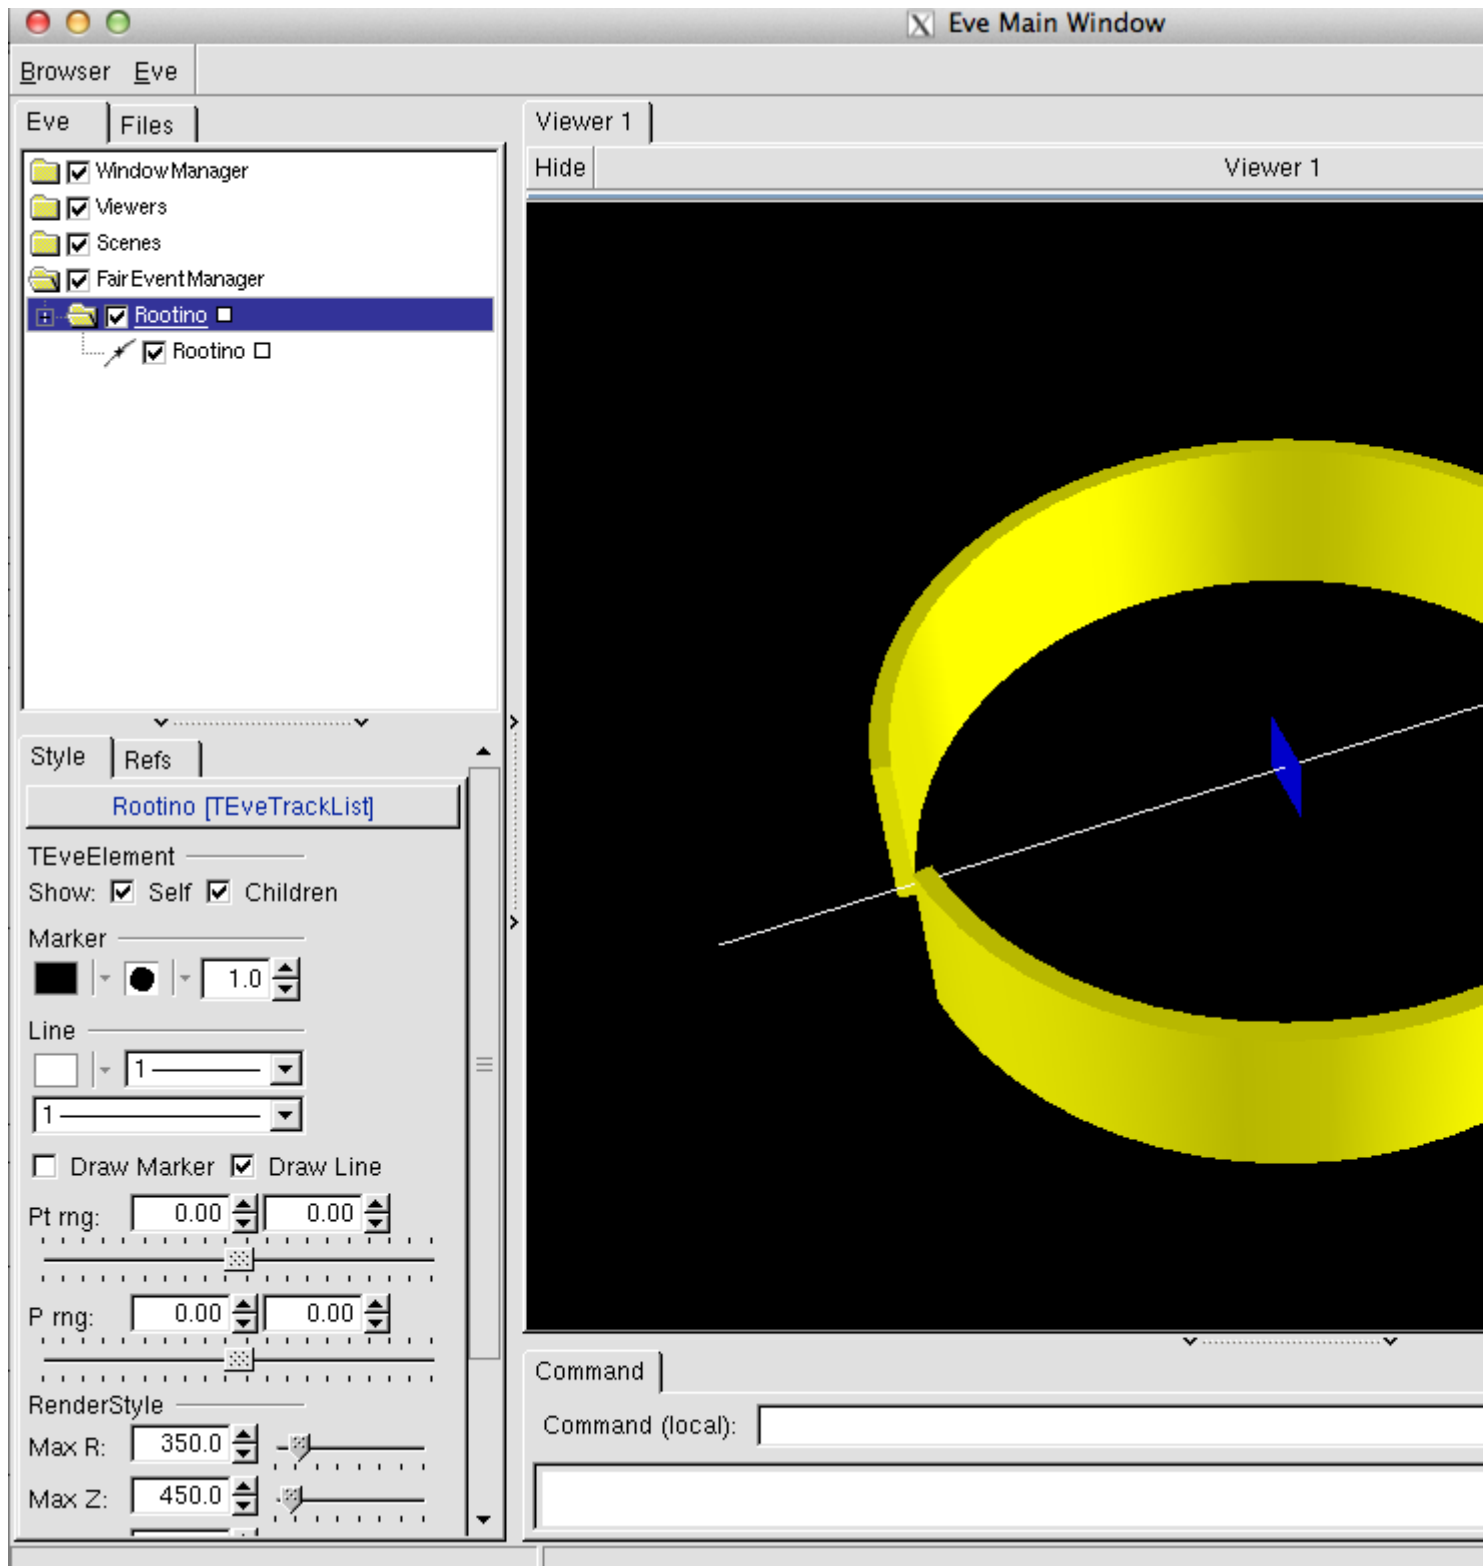 Eve Main Window
Browser Eve
Eve Files
WindowManager
Viewers
Scenes
FairEventManager
Rootino
Rootino
Style Refs
Rootino [TEveTrackList]
TEveElement
Show: Self Children
Marker
1.0
Line
1
1
Draw Marker Draw Line
Pt rng: 0.00 0.00
P rng: 0.00 0.00
RenderStyle
Max R: 350.0
Max Z: 450.0
Viewer 1
Hide Viewer 1
Command
Command (local):